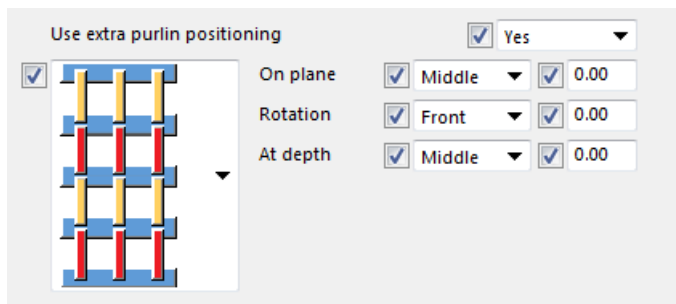 Use extra purlin positioning Yes
On plane Middle 0.00
Rotation Front 0.00
At depth Middle 0.00